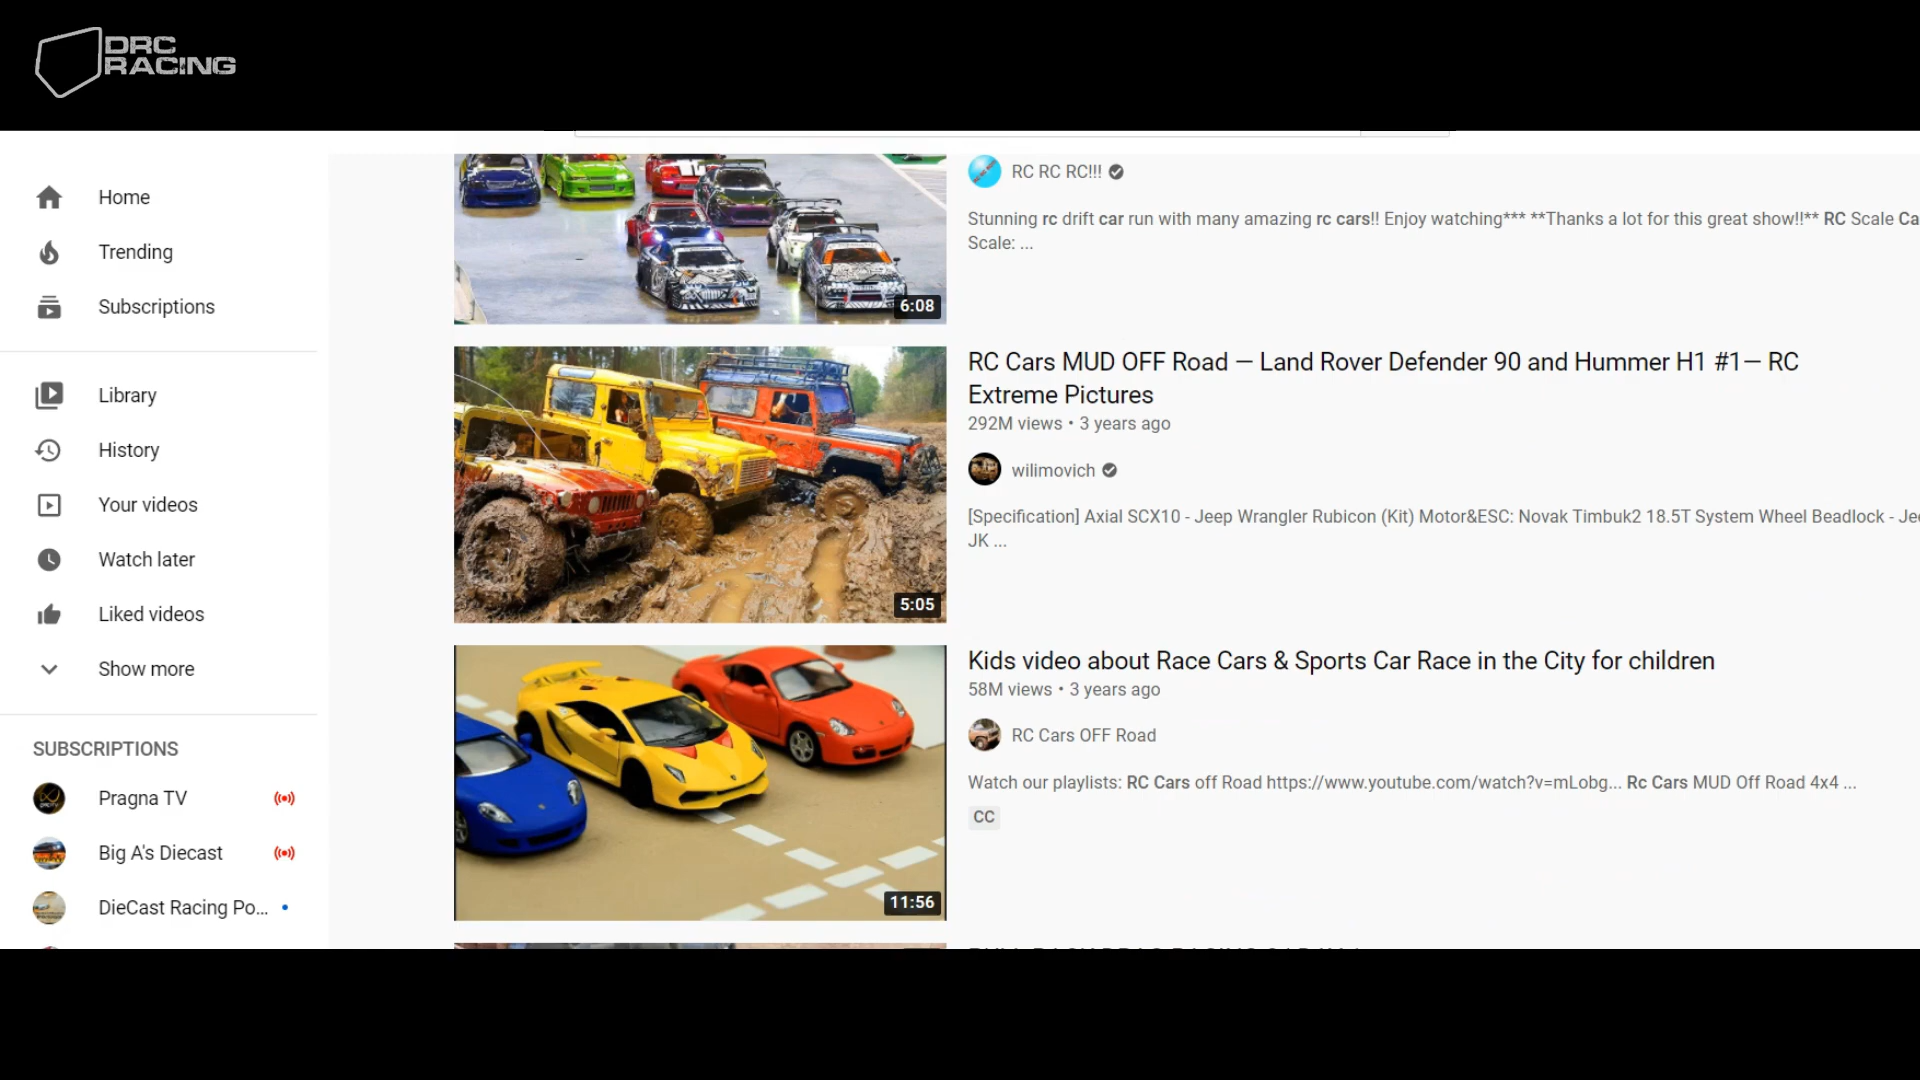 DRC
RACING
Home
Trending
Subscriptions
Library
History
Your videos
Watch later
Liked videos
Show more
SUBSCRIPTIONS
Pragna TV
Big A's Diecast
DieCast Racing Po...
6:08
RC RC RC!!!
Stunning rc drift car run with many amazing rc cars!! Enjoy watching*** **Thanks a lot for this great show!!** RC Scale Ca
Scale: ...
5:05
RC Cars MUD OFF Road — Land Rover Defender 90 and Hummer H1 #1— RC
Extreme Pictures
292M views • 3 years ago
wilimovich
[Specification] Axial SCX10 - Jeep Wrangler Rubicon (Kit) Motor&ESC: Novak Timbuk2 18.5T System Wheel Beadlock - Jee
JK ...
11:56
Kids video about Race Cars & Sports Car Race in the City for children
58M views • 3 years ago
RC Cars OFF Road
Watch our playlists: RC Cars off Road https://www.youtube.com/watch?v=mLobg... Rc Cars MUD Off Road 4x4 ...
CC